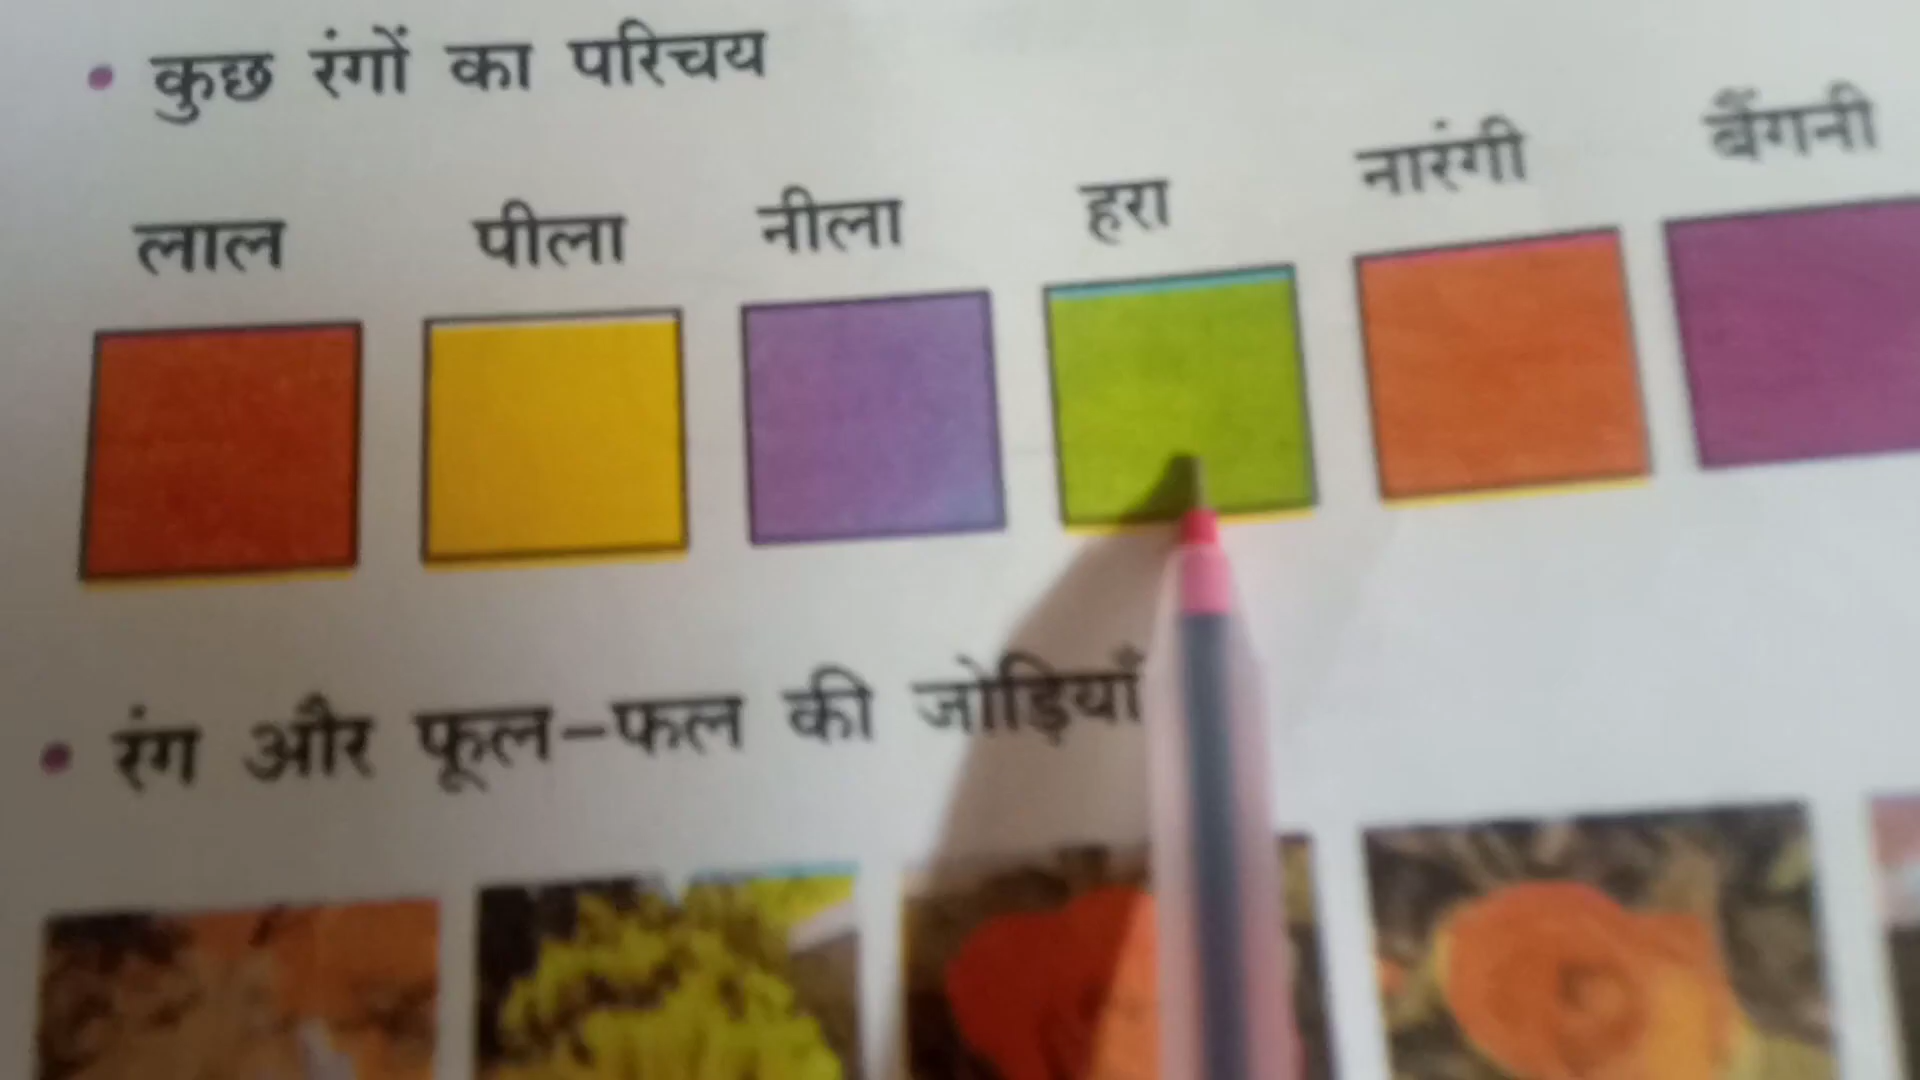 • कुछ रंगों का परिचय
लाल पीला नीला हरा नारंगी बैंगनी
• रंग और फूल-फल की जोड़ियाँ